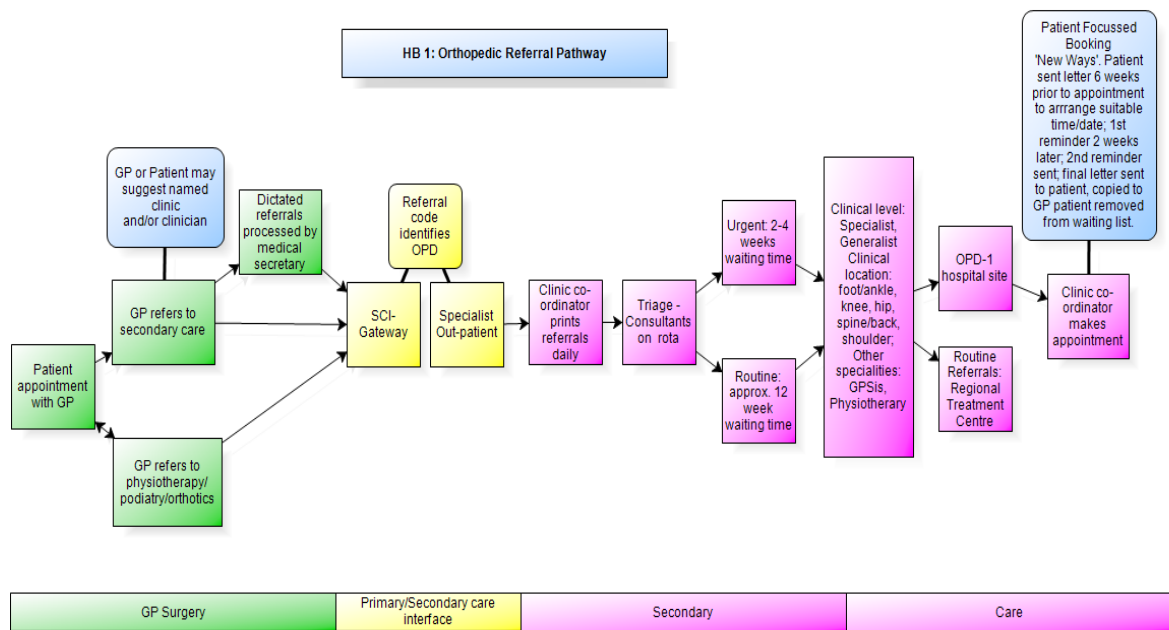 HB 1: Orthopedic Referral Pathway
Patient Focussed
Booking
'New Ways'. Patient
sent letter 6 weeks
prior to appointment
to arrrange suitable
time/date; 1st
reminder 2 weeks
later; 2nd reminder
sent; final letter sent
to patient, copied to
GP patient removed
from waiting list.
GP or Patient may
suggest named
clinic
and/or clinician
Dictated
referrals
processed by
medical
secretary
Referral
code
identifies
OPD
GP refers to
secondary care
SCI-
Gateway
Specialist
Out-patient
Clinic co-
ordinator
prints
referrals
daily
Triage -
Consultants
on rota
Urgent: 2-4
weeks
waiting time
Routine:
approx. 12
week
waiting time
Clinical level:
Specialist,
Generalist
Clinical
location:
foot/ankle,
knee, hip,
spine/back,
shoulder;
Other
specialities:
GPSis,
Physiotherary
OPD-1
hospital site
Routine
Referrals:
Regional
Treatment
Centre
Clinic co-
ordinator
makes
appointment
Patient
appointment
with GP
GP refers to
physiotherapy/
podiatry/orthotics
GP Surgery
Primary/Secondary care
interface
Secondary
Care